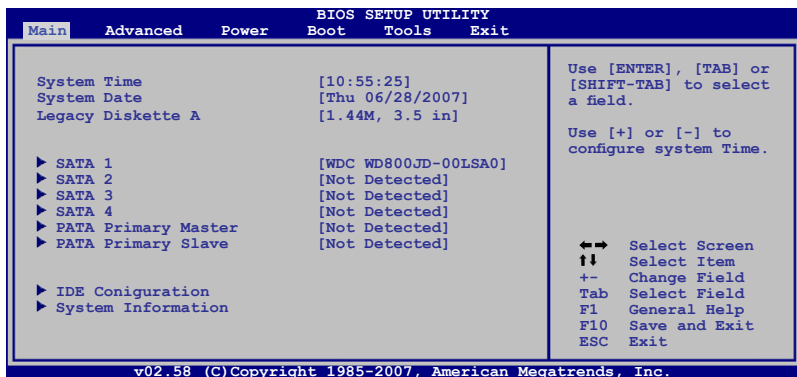 BIOS SETUP UTILITY
Main Advanced Power Boot Tools Exit
System Time [10:55:25]
System Date [Thu 06/28/2007]
Legacy Diskette A [1.44M, 3.5 in]
SATA 1 [WDC WD800JD-00LSA0]
SATA 2 [Not Detected]
SATA 3 [Not Detected]
SATA 4 [Not Detected]
PATA Primary Master [Not Detected]
PATA Primary Slave [Not Detected]
IDE Coniguration
System Information
Use [ENTER], [TAB] or
[SHIFT-TAB] to select
a field.
Use [+] or [-] to
configure system Time.
←→ Select Screen
↑↓ Select Item
+- Change Field
Tab Select Field
F1 General Help
F10 Save and Exit
ESC Exit
v02.58 (C)Copyright 1985-2007, American Megatrends, Inc.